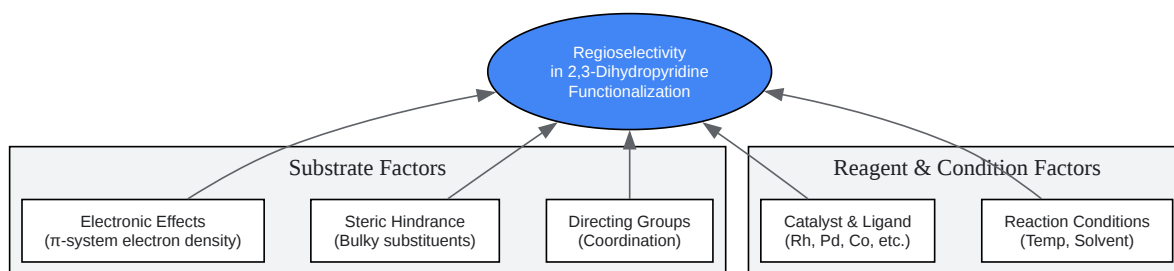 Regioselectivity
in 2,3-Dihydropyridine
Functionalization
Substrate Factors
Electronic Effects
(π-system electron density)
Steric Hindrance
(Bulky substituents)
Directing Groups
(Coordination)
Reagent & Condition Factors
Catalyst & Ligand
(Rh, Pd, Co, etc.)
Reaction Conditions
(Temp, Solvent)